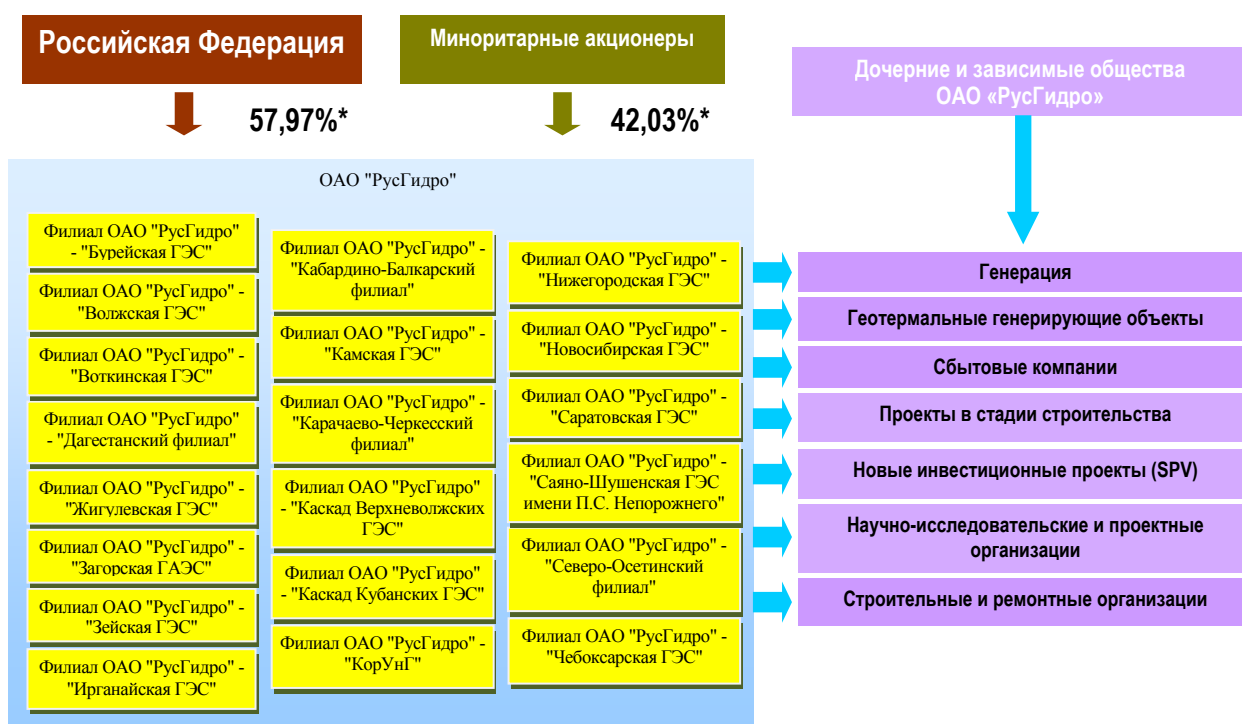 Российская Федерация
Миноритарные акционеры
Дочерние и зависимые общества
ОАО «РусГидро»
57,97%*
42,03%*
ОАО "РусГидро"
Филиал ОАО "РусГидро"
- "Бурейская ГЭС"
Филиал ОАО "РусГидро" -
"Волжская ГЭС"
Филиал ОАО "РусГидро" -
"Воткинская ГЭС"
Филиал ОАО "РусГидро"
- "Дагестанский филиал"
Филиал ОАО "РусГидро" -
"Жигулевская ГЭС"
Филиал ОАО "РусГидро" -
"Загорская ГАЭС"
Филиал ОАО "РусГидро" -
"Зейская ГЭС"
Филиал ОАО "РусГидро" -
"Ирганайская ГЭС"
Филиал ОАО "РусГидро" -
"Кабардино-Балкарский
филиал"
Филиал ОАО "РусГидро" -
"Камская ГЭС"
Филиал ОАО "РусГидро" -
"Карачаево-Черкесский
филиал"
Филиал ОАО "РусГидро"
- "Каскад Верхневолжских
ГЭС"
Филиал ОАО "РусГидро"
- "Каскад Кубанских ГЭС"
Филиал ОАО "РусГидро" -
"КорУнГ"
Филиал ОАО "РусГидро" -
"Нижегородская ГЭС"
Филиал ОАО "РусГидро" -
"Новосибирская ГЭС"
Филиал ОАО "РусГидро" -
"Саратовская ГЭС"
Филиал ОАО "РусГидро" -
"Саяно-Шушенская ГЭС
имени П.С. Непорожнего"
Филиал ОАО "РусГидро" -
"Северо-Осетинский
филиал"
Филиал ОАО "РусГидро" -
"Чебоксарская ГЭС"
Генерация
Геотермальные генерирующие объекты
Сбытовые компании
Проекты в стадии строительства
Новые инвестиционные проекты (SPV)
Научно-исследовательские и проектные
организации
Строительные и ремонтные организации